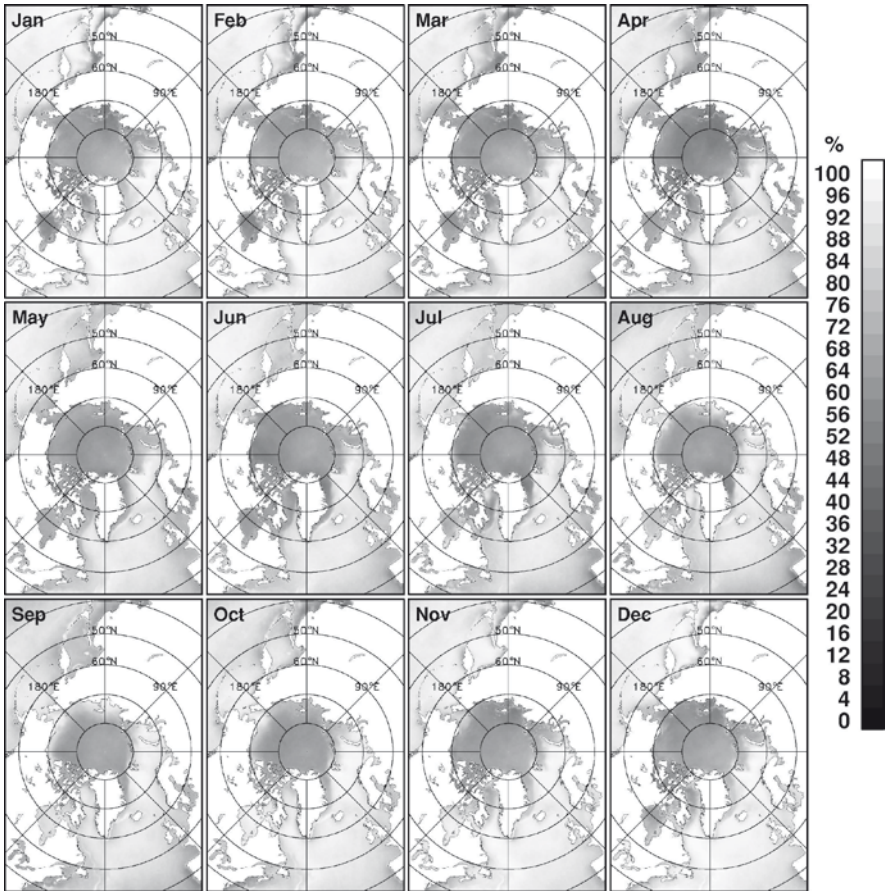 Jan
50°N
60°N
180°E
90°E
Feb
50°N
60°N
180°E
90°E
Mar
50°N
60°N
180°E
90°E
Apr
50°N
60°N
180°E
90°E
May
50°N
60°N
180°E
90°E
Jun
50°N
60°N
180°E
90°E
Jul
50°N
60°N
180°E
90°E
Aug
50°N
60°N
180°E
90°E
Sep
50°N
60°N
180°E
90°E
Oct
50°N
60°N
180°E
90°E
Nov
50°N
60°N
180°E
90°E
Dec
50°N
60°N
180°E
90°E
%
100
96
92
88
84
80
76
72
68
64
60
56
52
48
44
40
36
32
28
24
20
16
12
8
4
0